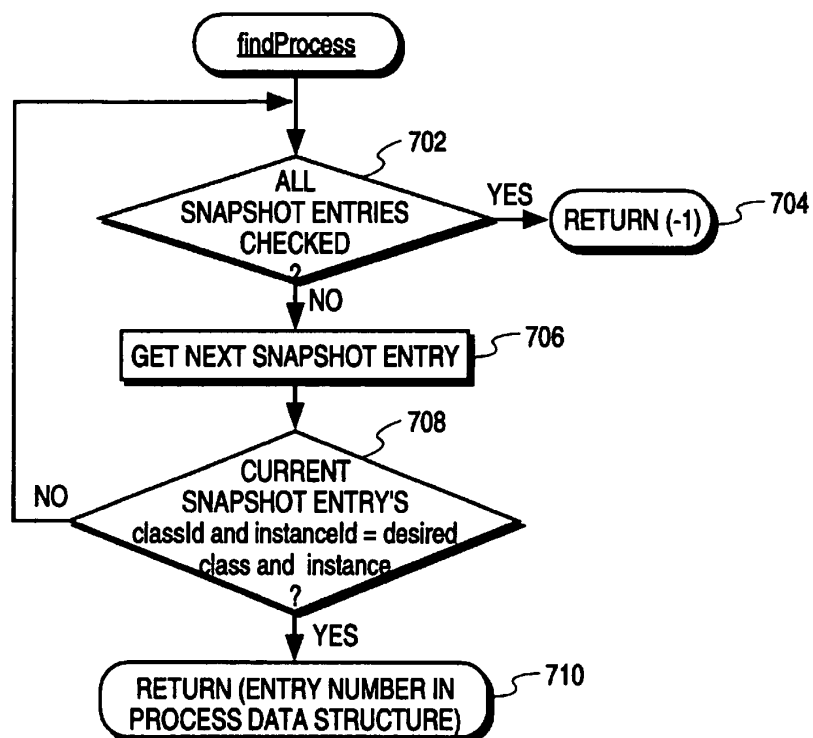 findProcess
702
ALL
SNAPSHOT ENTRIES
CHECKED
?
YES
RETURN (-1)
704
NO
GET NEXT SNAPSHOT ENTRY
706
708
CURRENT
SNAPSHOT ENTRY'S
classId and instanceId = desired
class and instance
?
NO
YES
RETURN (ENTRY NUMBER IN
PROCESS DATA STRUCTURE)
710